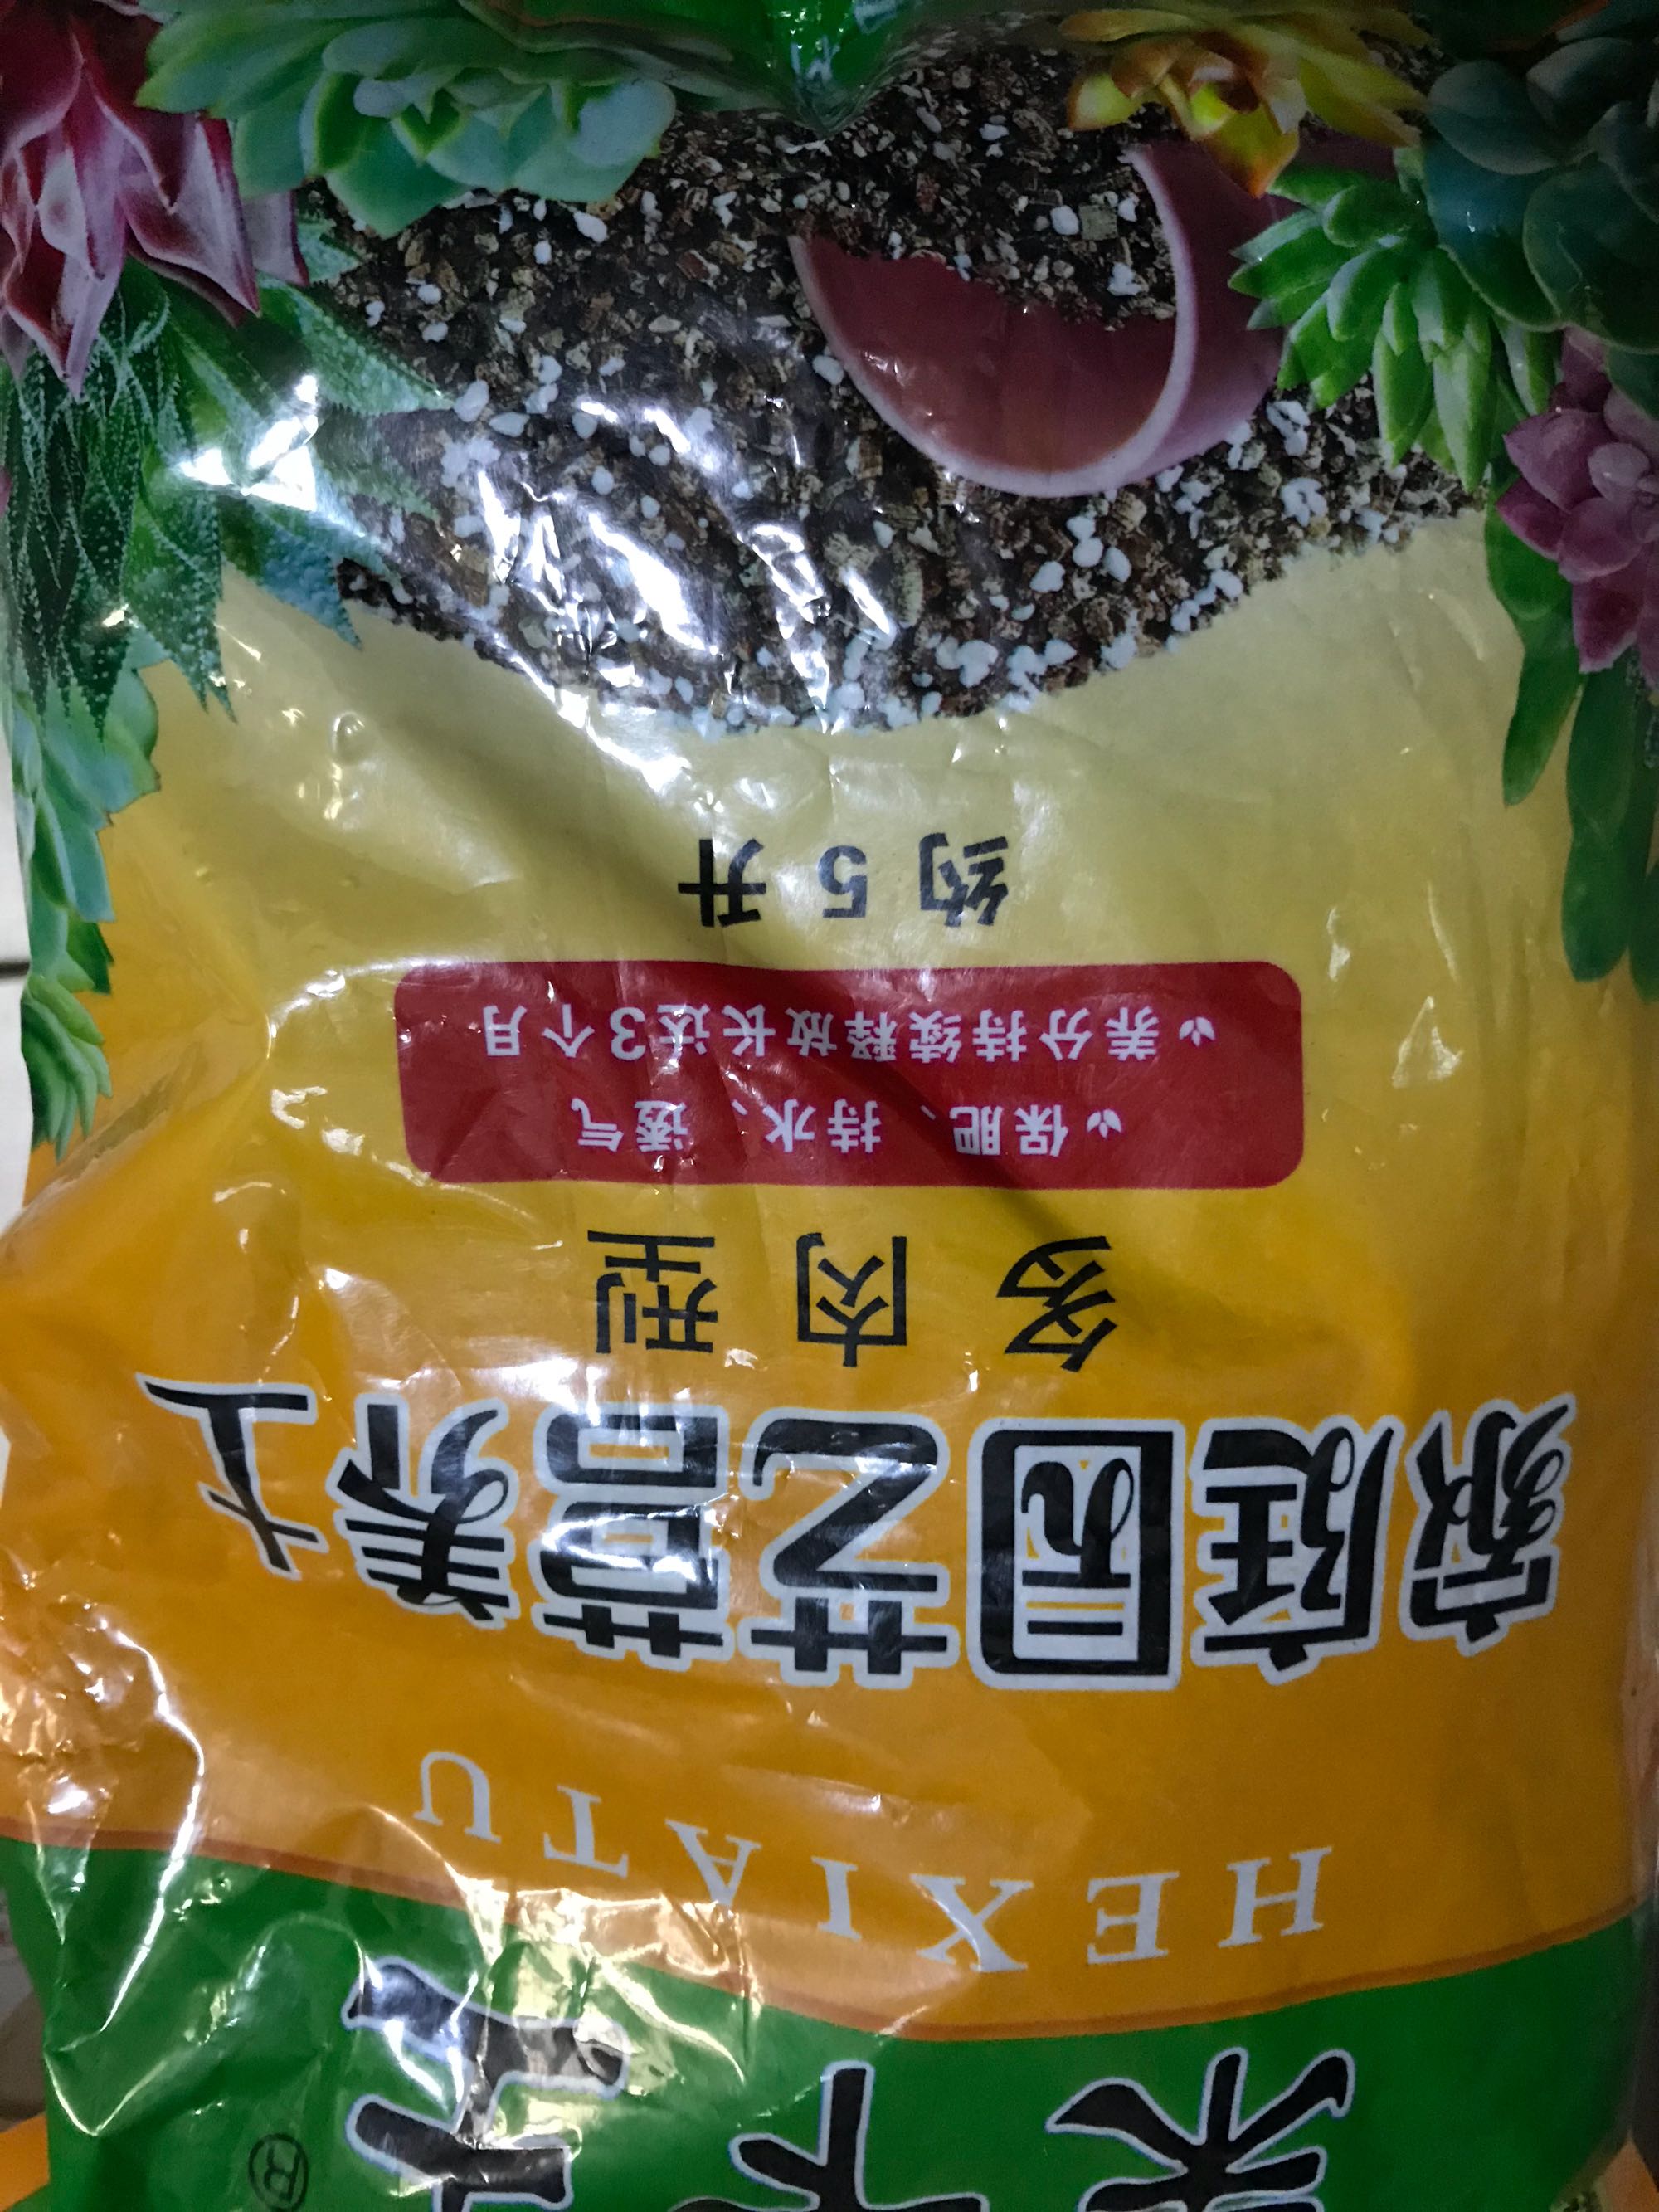 ®
HEXIATU
家庭园艺营养土
多肉型
保肥、持水、透气
养分持续释放长达3个月
约5升